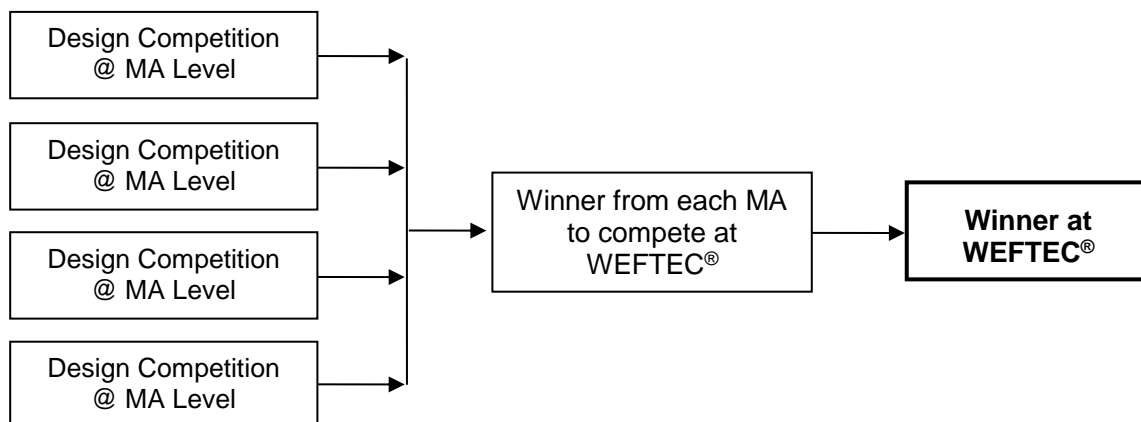 Design Competition
@ MA Level
Design Competition
@ MA Level
Design Competition
@ MA Level
Design Competition
@ MA Level
Winner from each MA
to compete at
WEFTEC®
Winner at
WEFTEC®